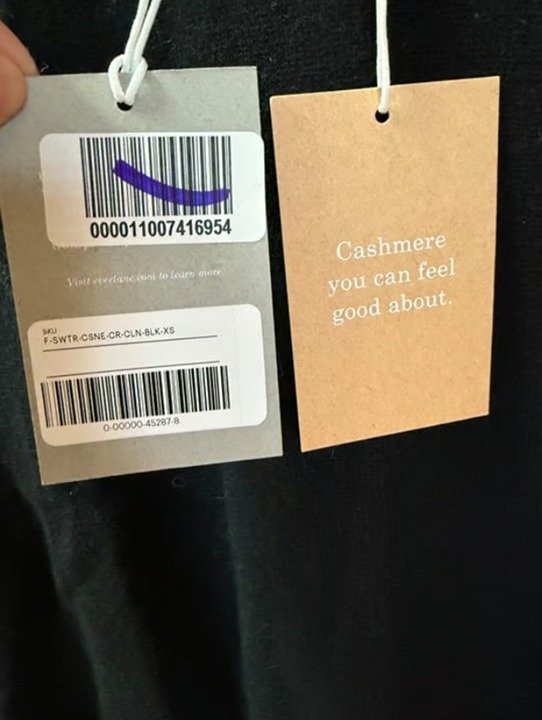 000011007416954
Visit everlane.com to learn more.
SKU
F-SWTR-CSNE-CR-CLN-BLK-XS
0-00000-45287-8
Cashmere
you can feel
good about.